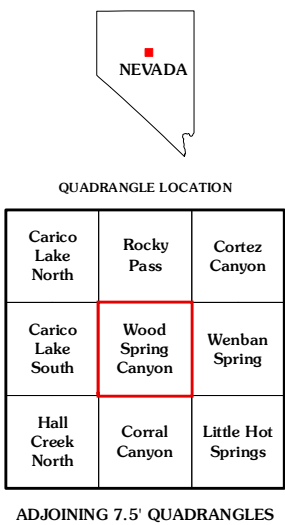 NEVADA
QUADRANGLE LOCATION
Carico
Lake
North
Rocky
Pass
Cortez
Canyon
Carico
Lake
South
Wood
Spring
Canyon
Wenban
Spring
Hall
Creek
North
Corral
Canyon
Little Hot
Springs
ADJOINING 7.5' QUADRANGLES